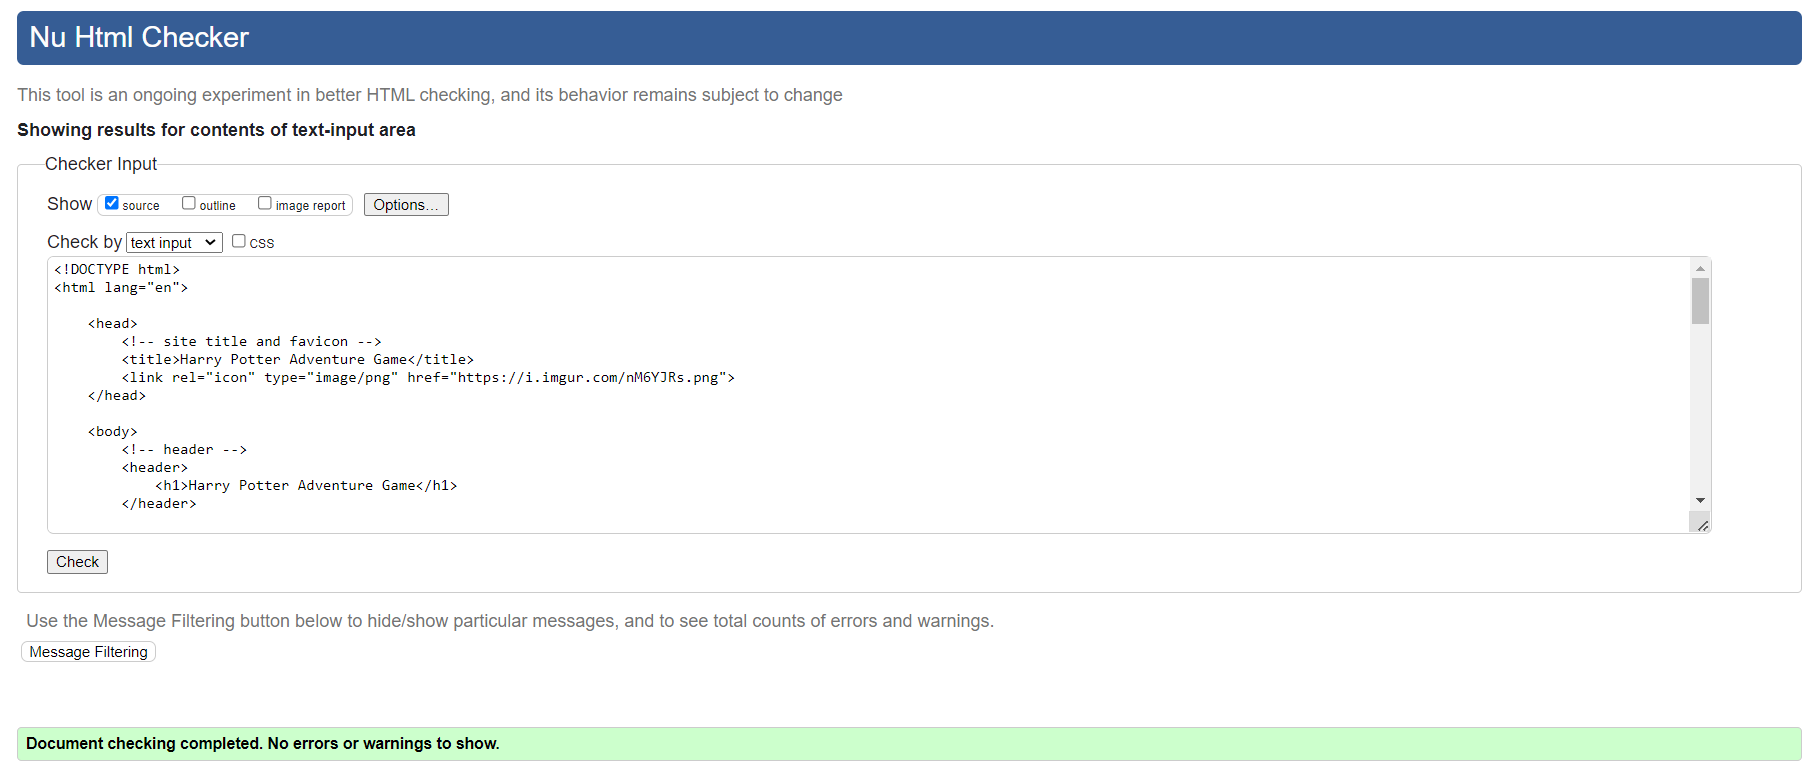 Nu Html Checker
This tool is an ongoing experiment in better HTML checking, and its behavior remains subject to change
Showing results for contents of text-input area
Checker Input
Show source outline image report Options...
Check by text input css
<!DOCTYPE html>
<html lang="en">
    <head>
        <!-- site title and favicon -->
        <title>Harry Potter Adventure Game</title>
        <link rel="icon" type="image/png" href="https://i.imgur.com/nM6YJRs.png">
    </head>
    <body>
        <!-- header -->
        <header>
            <h1>Harry Potter Adventure Game</h1>
        </header>
Check
Use the Message Filtering button below to hide/show particular messages, and to see total counts of errors and warnings.
Message Filtering
Document checking completed. No errors or warnings to show.